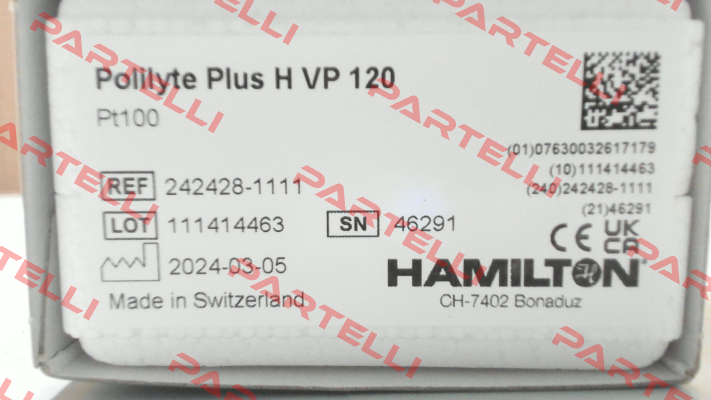 Polilyte Plus H VP 120
Pt100
(01)07630032617179
(10)111414463
(240)242428-1111
(21)46291
REF 242428-1111
LOT 111414463 SN 46291
2024-03-05
CE UK CA
HAMILTON
Made in Switzerland
CH-7402 Bonaduz
PARTELLI
PARTELLI
PARTELLI
PARTELLI
PARTELLI
PARTELLI